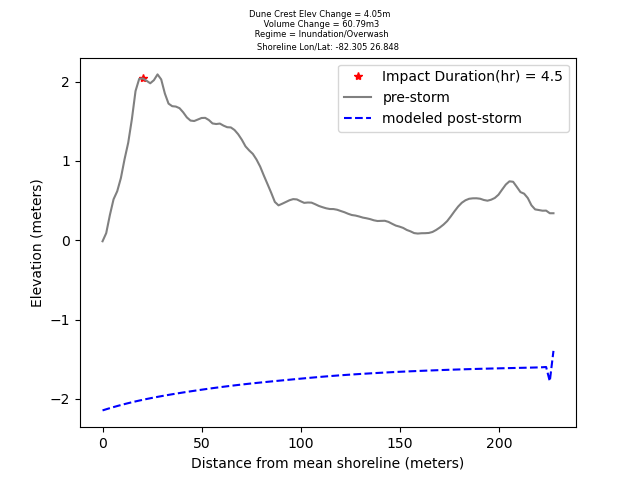 Dune Crest Elev Change = 4.05m
Volume Change = 60.79m3
Regime = Inundation/Overwash
Shoreline Lon/Lat: -82.305 26.848
Impact Duration(hr) = 4.5
pre-storm
modeled post-storm
Elevation (meters)
2
1
0
−1
−2
0 50 100 150 200
Distance from mean shoreline (meters)